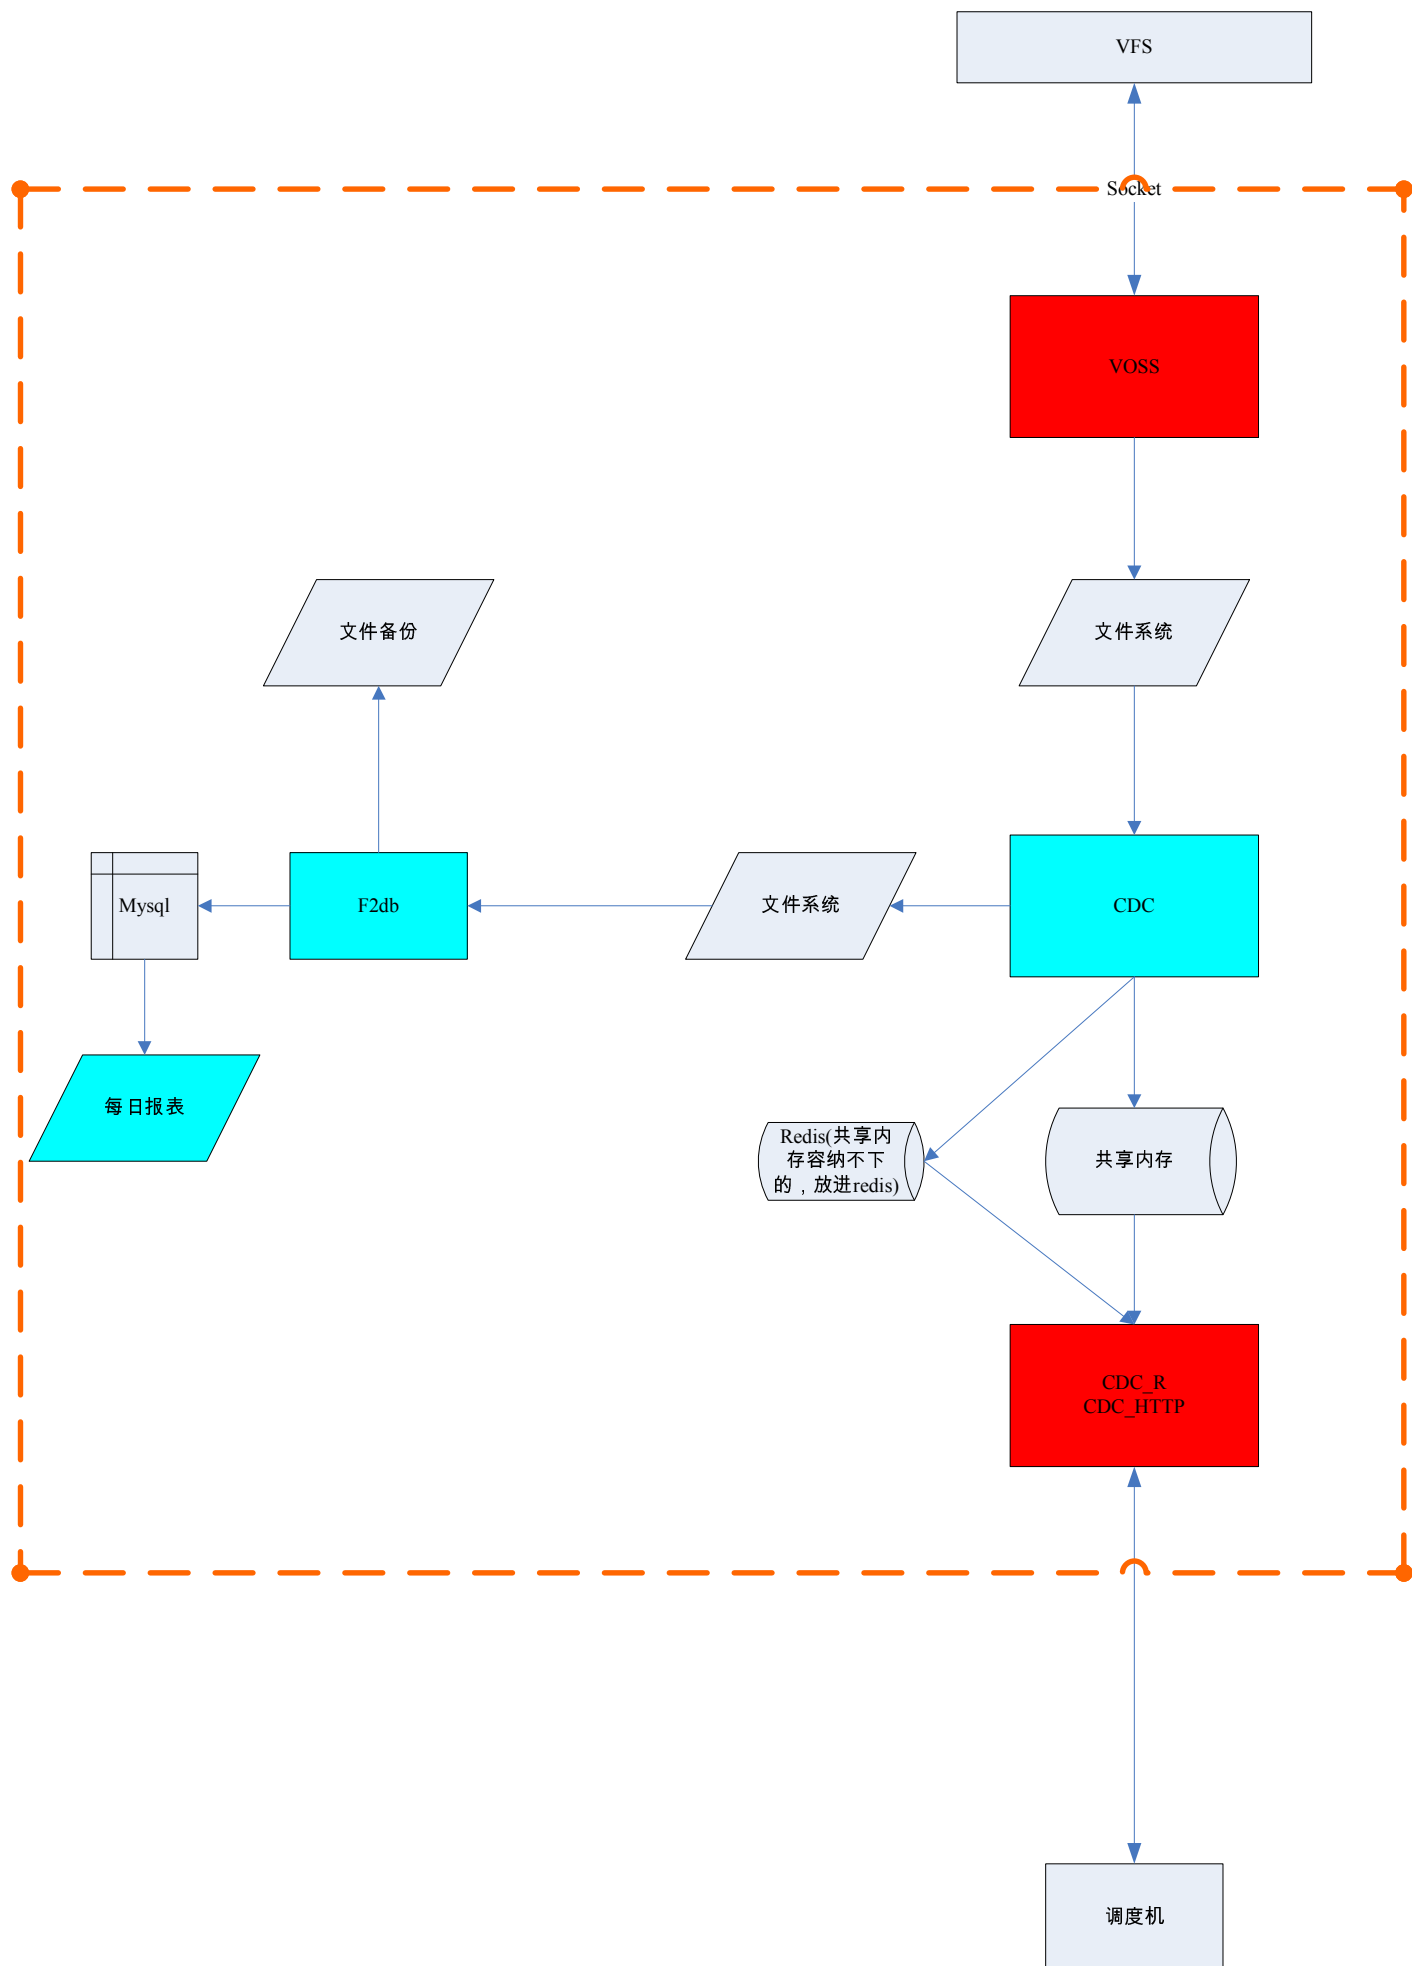 VFS
Socket
VOSS
文件备份
文件系统
Mysql
F2db
文件系统
CDC
每日报表
Redis(共享内
存容纳不下
的，放进redis)
共享内存
CDC_R
CDC_HTTP
调度机